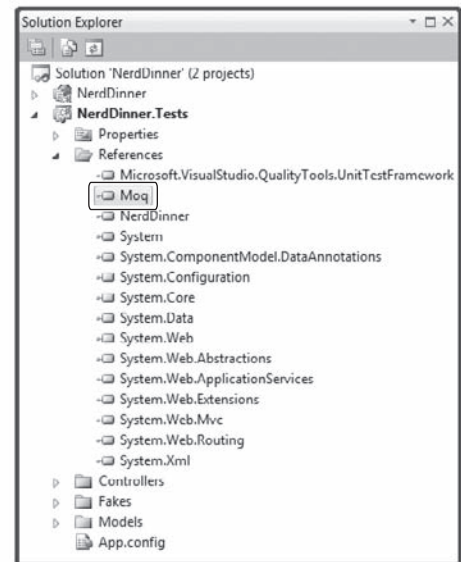 Solution Explorer
Solution 'NerdDinner' (2 projects)
NerdDinner
NerdDinner.Tests
Properties
References
Microsoft.VisualStudio.QualityTools.UnitTestFramework
Moq
NerdDinner
System
System.ComponentModel.DataAnnotations
System.Configuration
System.Core
System.Data
System.Web
System.Web.Abstractions
System.Web.ApplicationServices
System.Web.Extensions
System.Web.Mvc
System.Web.Routing
System.Xml
Controllers
Fakes
Models
App.config